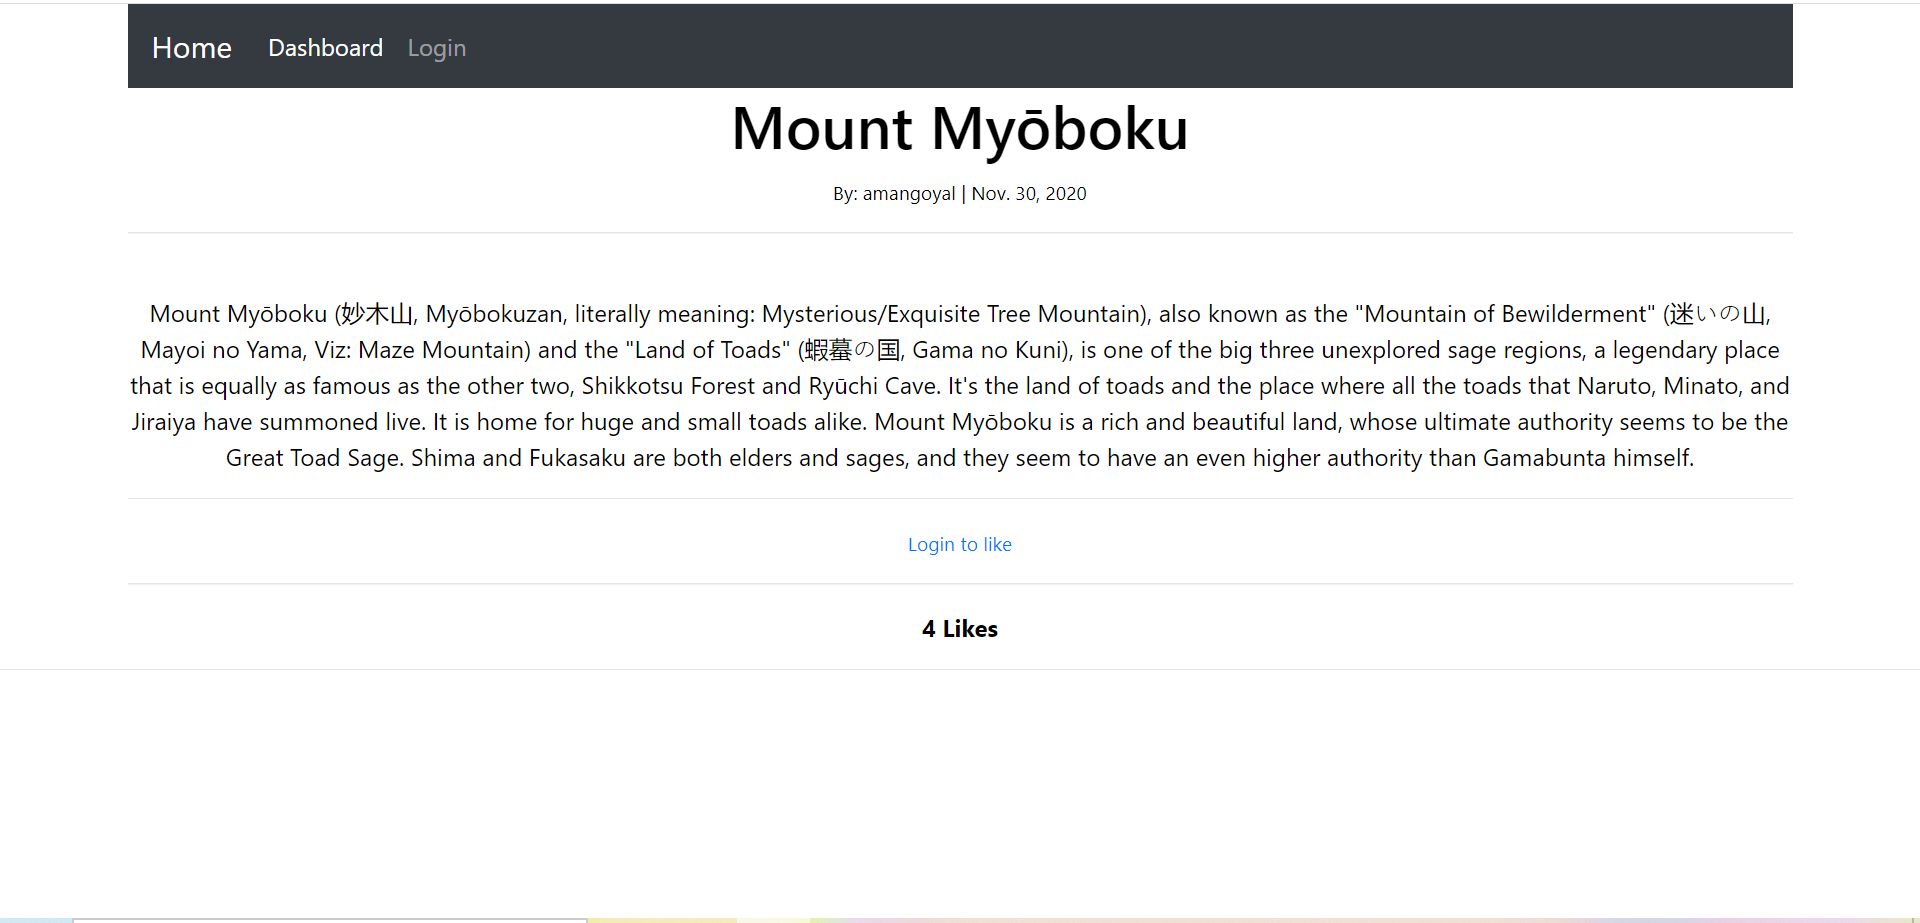 Home Dashboard Login
Mount Myōboku
By: amangoyal | Nov. 30, 2020
Mount Myōboku (妙木山, Myōbokuzan, literally meaning: Mysterious/Exquisite Tree Mountain), also known as the "Mountain of Bewilderment" (迷いの山,
Mayoi no Yama, Viz: Maze Mountain) and the "Land of Toads" (蝦蟇の国, Gama no Kuni), is one of the big three unexplored sage regions, a legendary place
that is equally as famous as the other two, Shikkotsu Forest and Ryūchi Cave. It's the land of toads and the place where all the toads that Naruto, Minato, and
Jiraiya have summoned live. It is home for huge and small toads alike. Mount Myōboku is a rich and beautiful land, whose ultimate authority seems to be the
Great Toad Sage. Shima and Fukasaku are both elders and sages, and they seem to have an even higher authority than Gamabunta himself.
Login to like
4 Likes